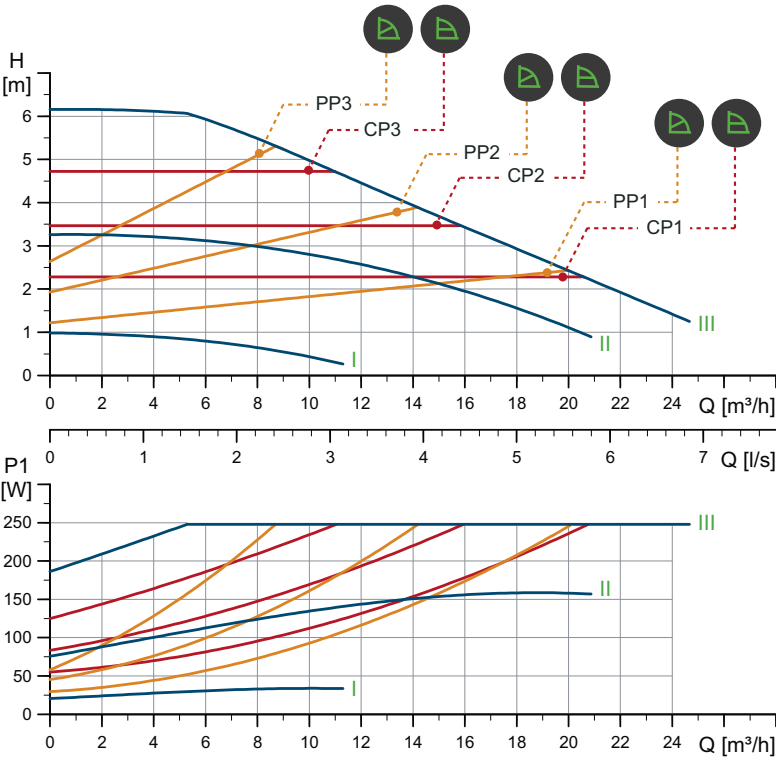 H
[m]
PP3
CP3
PP2
CP2
PP1
CP1
6
5
4
3
2
1
0
I
II
III
0 2 4 6 8 10 12 14 16 18 20 22 24 Q [m³/h]
0 1 2 3 4 5 6 7 Q [l/s]
P1
[W]
250
200
150
100
50
0
III
II
I
0 2 4 6 8 10 12 14 16 18 20 22 24 Q [m³/h]